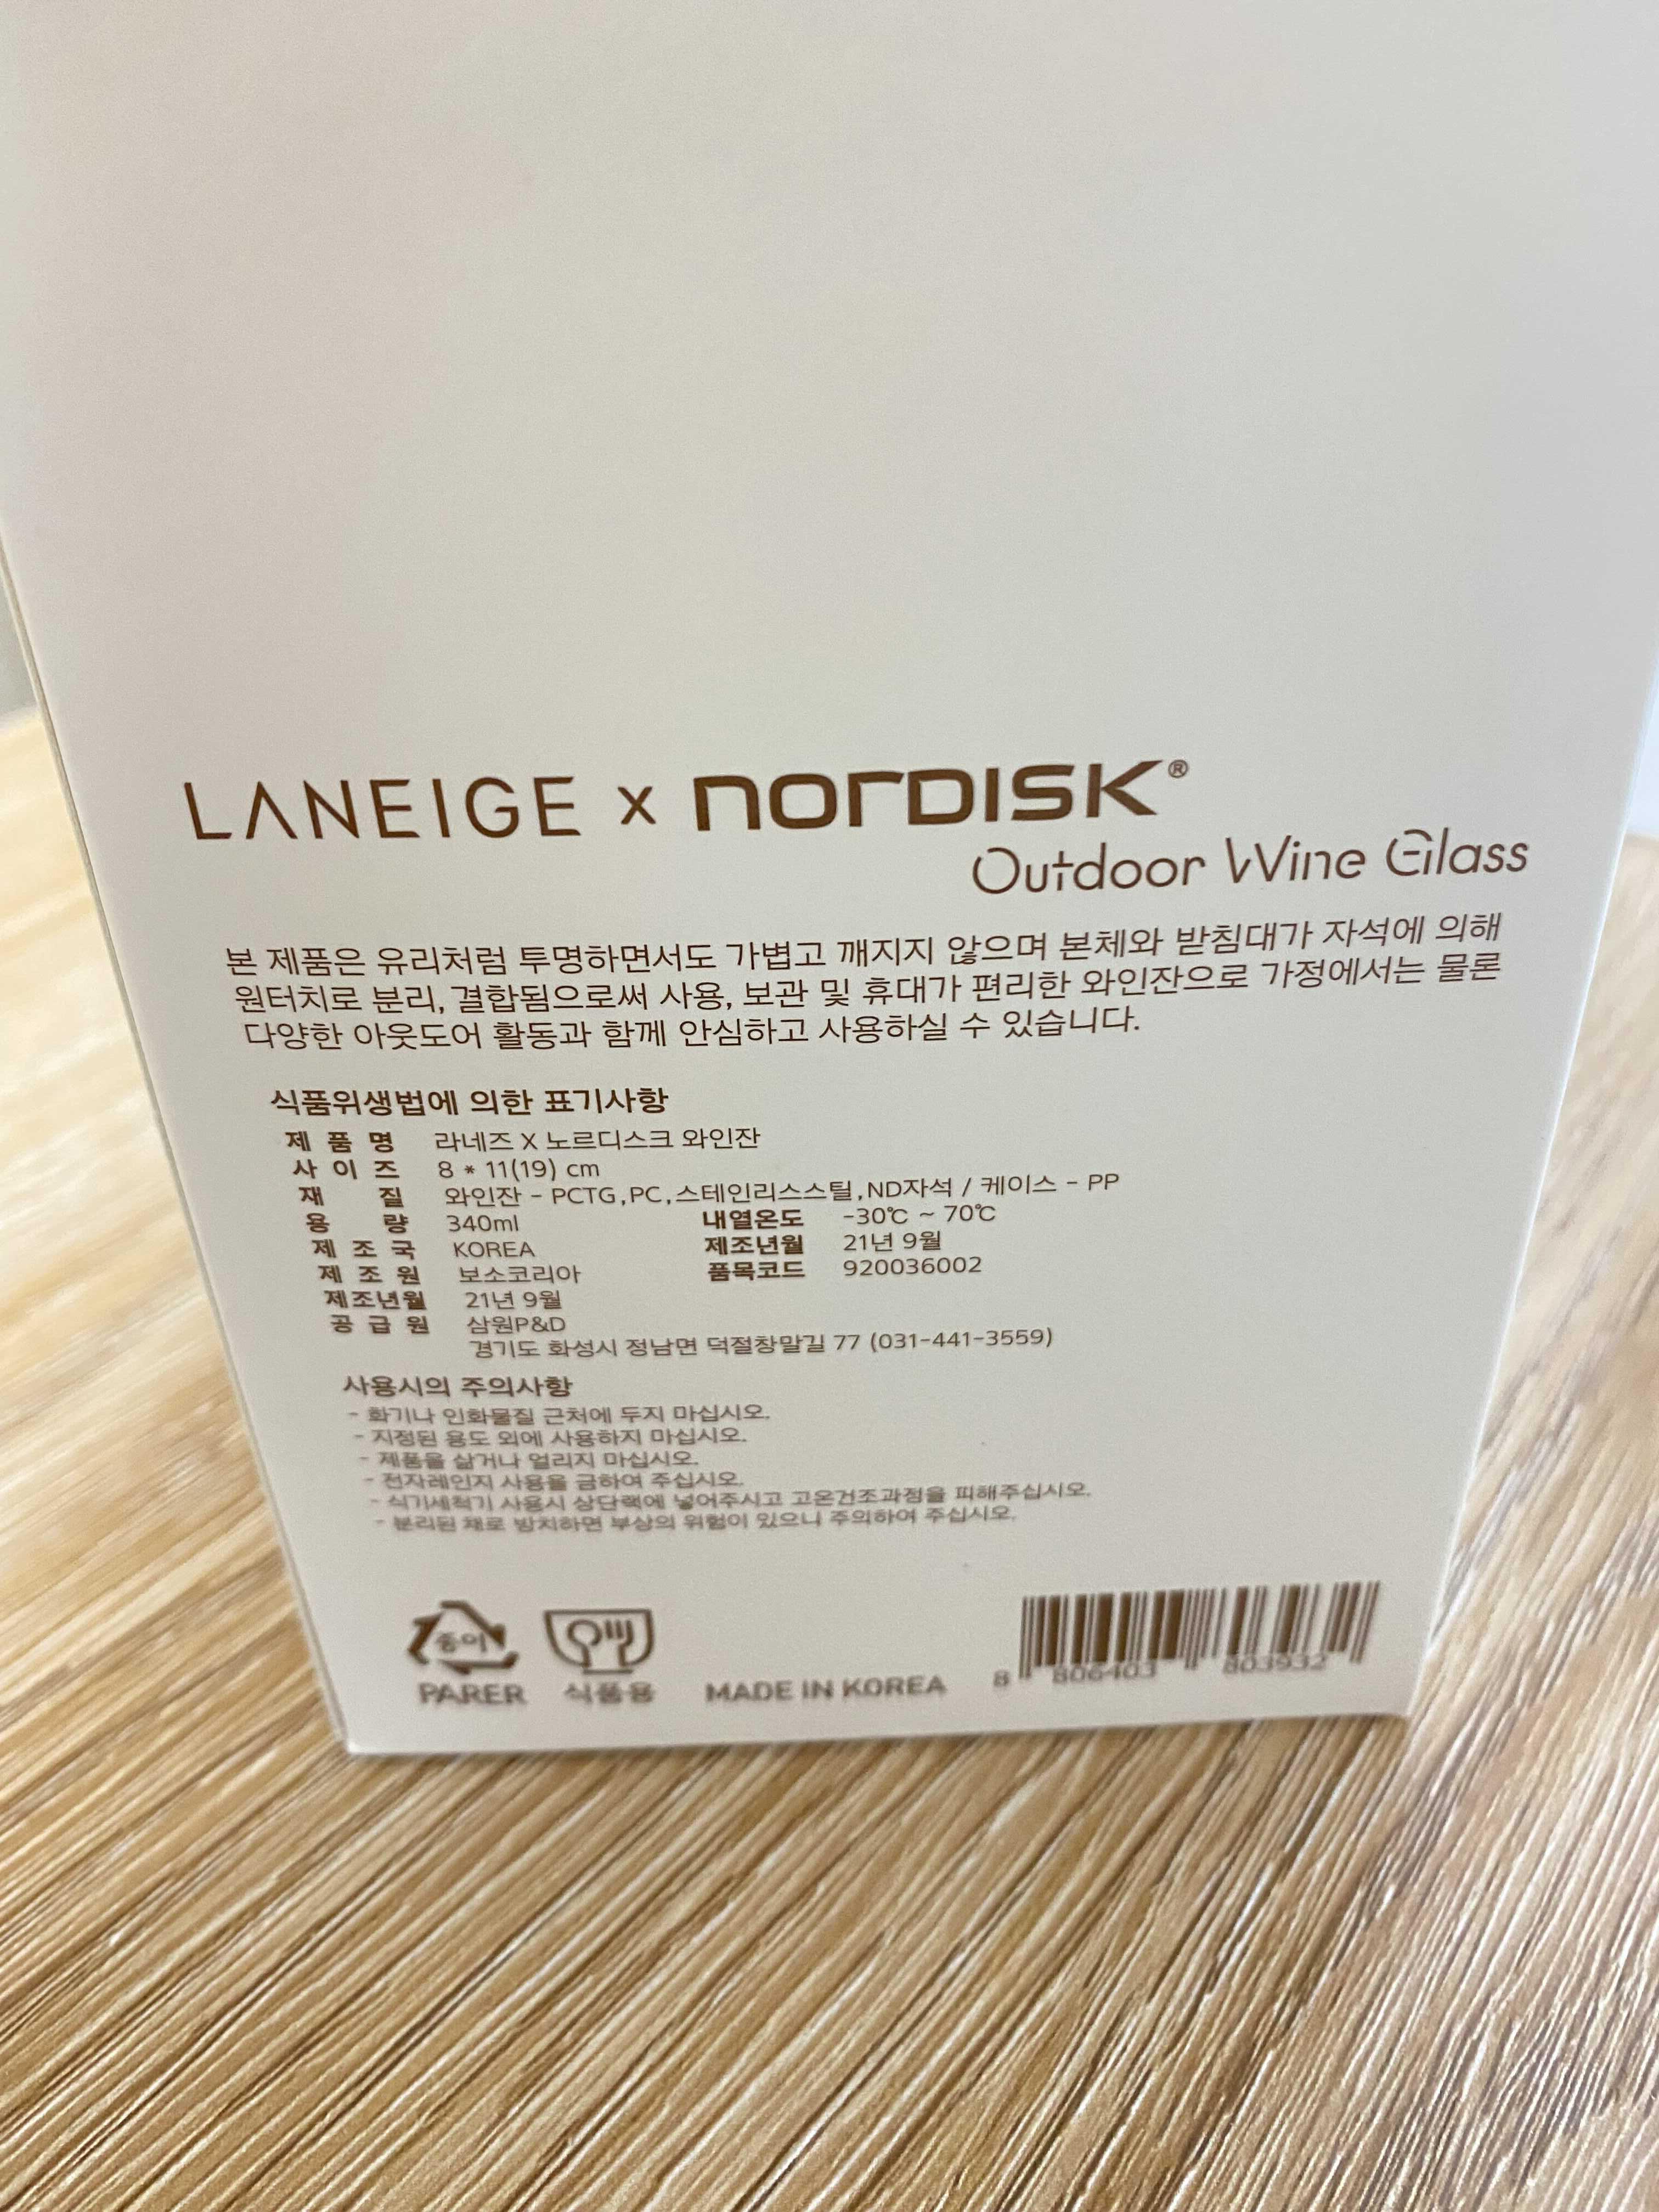 LANEIGE x nordisk®
Outdoor Wine Glass
본 제품은 유리처럼 투명하면서도 가볍고 깨지지 않으며 본체와 받침대가 자석에 의해
원터치로 분리, 결합됨으로써 사용, 보관 및 휴대가 편리한 와인잔으로 가정에서는 물론
다양한 아웃도어 활동과 함께 안심하고 사용하실 수 있습니다.
식품위생법에 의한 표기사항
제 품 명 라네즈 X 노르디스크 와인잔
사 이 즈 8 * 11(19) cm
재 질 와인잔 - PCTG,PC,스테인리스스틸,ND자석 / 케이스 - PP
용 량 340ml 내열온도 -30℃ ~ 70℃
제 조 국 KOREA 제조년월 21년 9월
제 조 원 보소코리아 품목코드 920036002
제조년월 21년 9월
공 급 원 삼원P&D
경기도 화성시 정남면 덕절창말길 77 (031-441-3559)
사용시의 주의사항
- 화기나 인화물질 근처에 두지 마십시오.
- 지정된 용도 외에 사용하지 마십시오.
- 제품을 삶거나 얼리지 마십시오.
- 전자레인지 사용을 금하여 주십시오.
- 식기세척기 사용시 상단랙에 넣어주시고 고온건조과정을 피해주십시오.
- 분리된 채로 방치하면 부상의 위험이 있으니 주의하여 주십시오.
종이
PARER 식품용 MADE IN KOREA 8 806403 803932